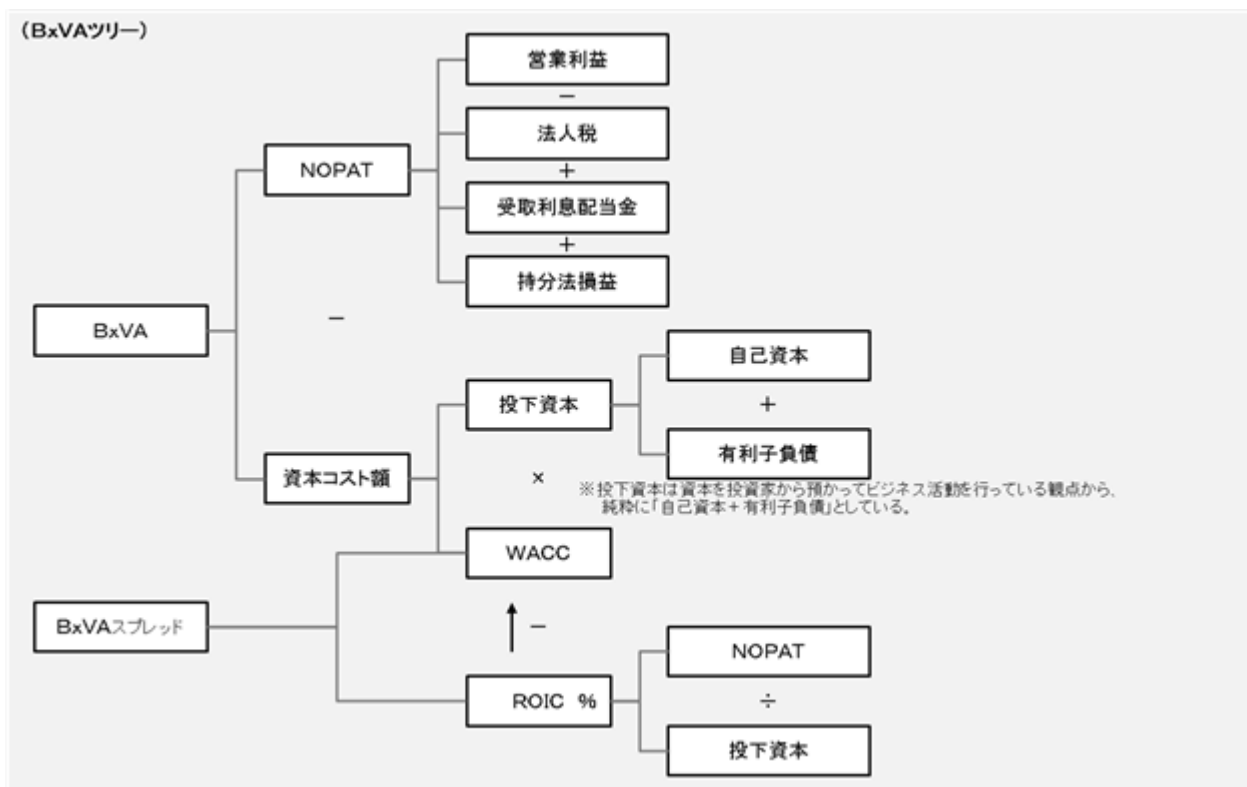 （BxVAツリー）
営業利益
－
法人税
＋
NOPAT
受取利息配当金
＋
持分法損益
－
BxVA
自己資本
投下資本
＋
有利子負債
資本コスト額
×
※投下資本は資本を投資家から預かってビジネス活動を行っている観点から、
純粋に「自己資本＋有利子負債」としている。
WACC
BxVAスプレッド
－
NOPAT
ROIC　％
÷
投下資本